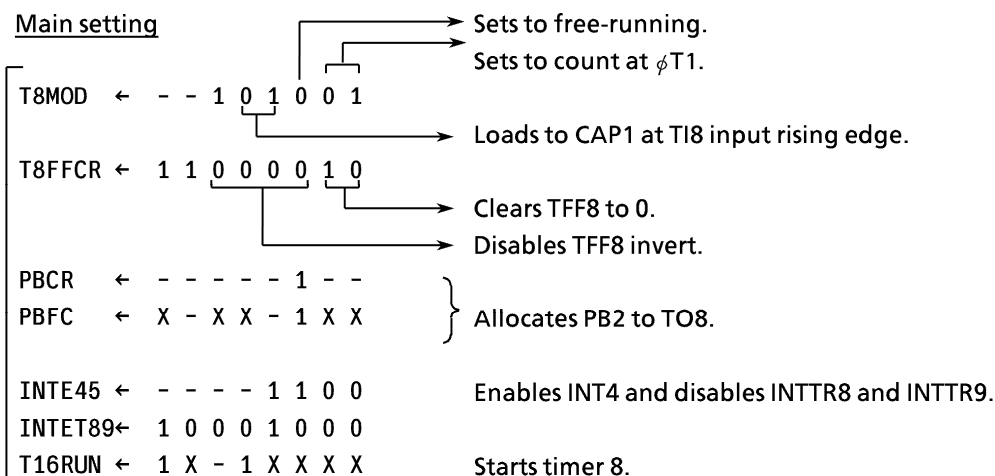 Main setting
Sets to free-running.
Sets to count at φT1.
T8MOD ← - - 1 0 1 0 0 1
Loads to CAP1 at TI8 input rising edge.
T8FFCR ← 1 1 0 0 0 0 1 0
Clears TFF8 to 0.
Disables TFF8 invert.
PBCR ← - - - - - 1 - -
PBFC ← X - X X - 1 X X
Allocates PB2 to TO8.
INTE45 ← - - - - 1 1 0 0 Enables INT4 and disables INTTR8 and INTTR9.
INTET89← 1 0 0 0 1 0 0 0
T16RUN ← 1 X - 1 X X X X Starts timer 8.